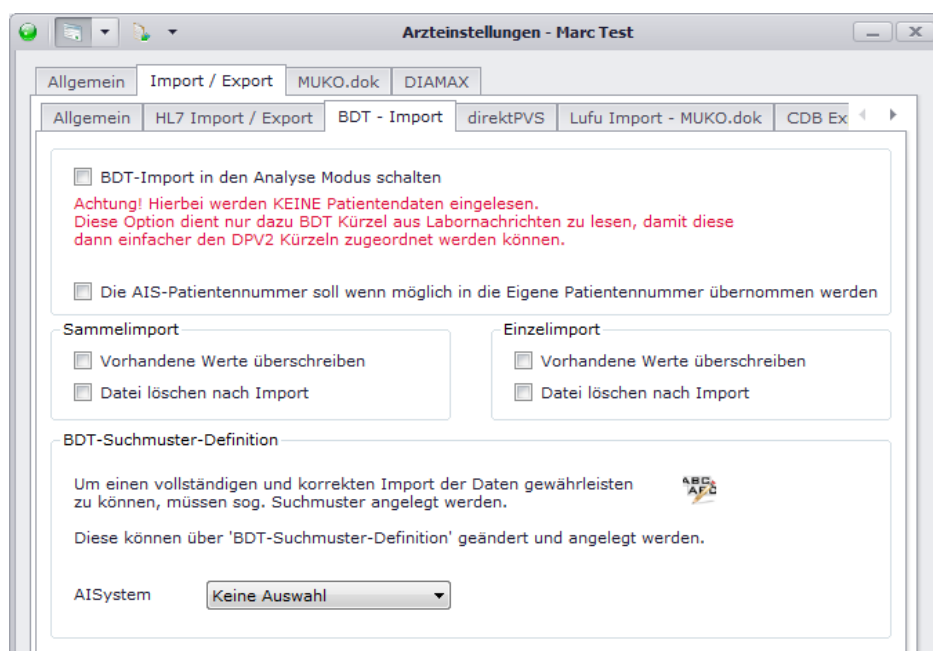 Arzteinstellungen - Marc Test
Allgemein Import / Export MUKO.dok DIAMAX
Allgemein HL7 Import / Export BDT - Import direktPVS Lufu Import - MUKO.dok CDB Ex
BDT-Import in den Analyse Modus schalten
Achtung! Hierbei werden KEINE Patientendaten eingelesen.
Diese Option dient nur dazu BDT Kürzel aus Labornachrichten zu lesen, damit diese
dann einfacher den DPV2 Kürzeln zugeordnet werden können.
Die AIS-Patientennummer soll wenn möglich in die Eigene Patientennummer übernommen werden
Sammelimport
Vorhandene Werte überschreiben
Datei löschen nach Import
Einzelimport
Vorhandene Werte überschreiben
Datei löschen nach Import
BDT-Suchmuster-Definition
Um einen vollständigen und korrekten Import der Daten gewährleisten
zu können, müssen sog. Suchmuster angelegt werden.
Diese können über 'BDT-Suchmuster-Definition' geändert und angelegt werden.
AISystem Keine Auswahl